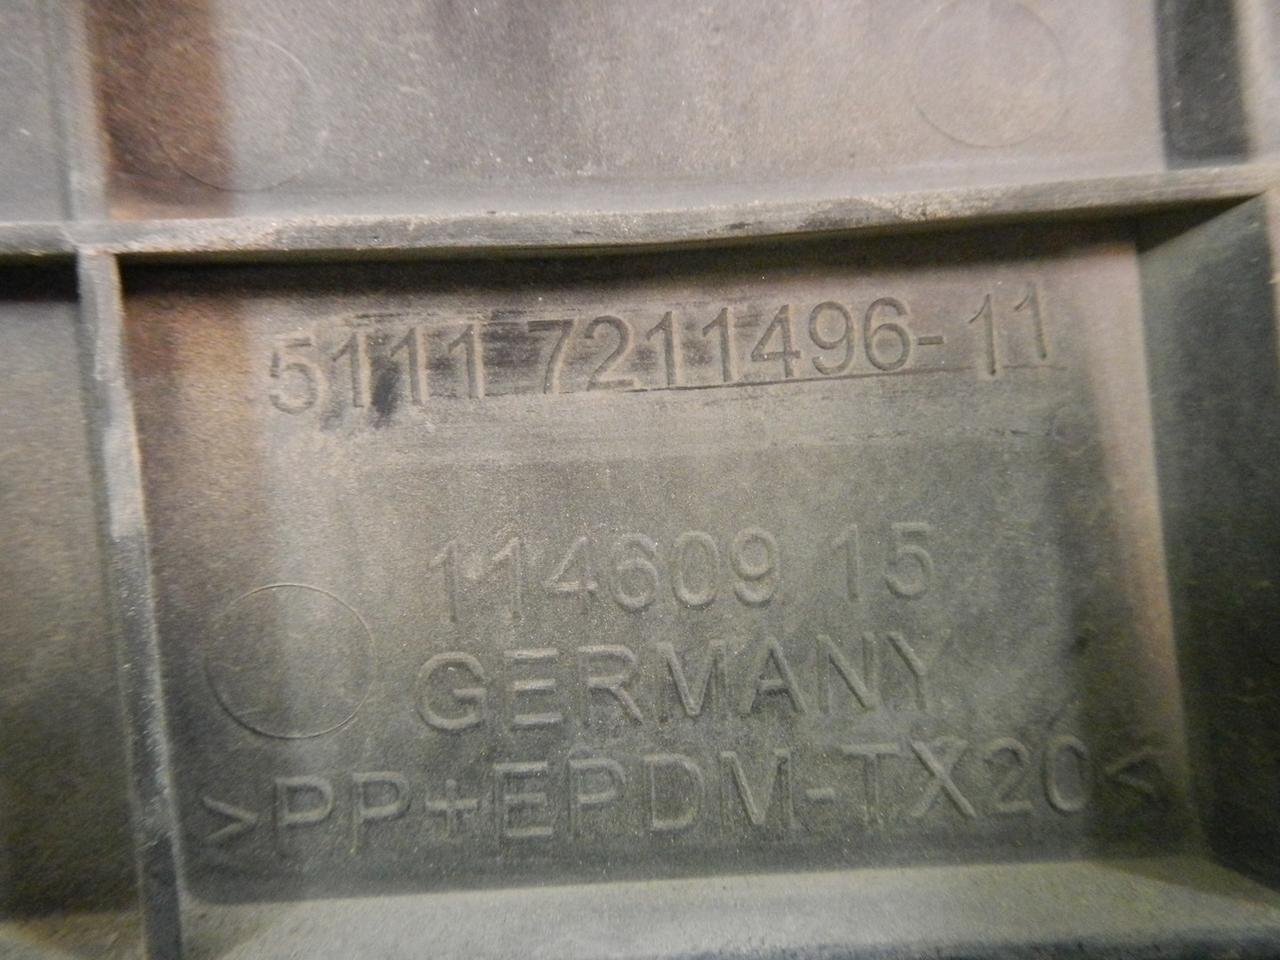 5111 7211496-11
114609 15
GERMANY
>PP+EPDM-TX20<